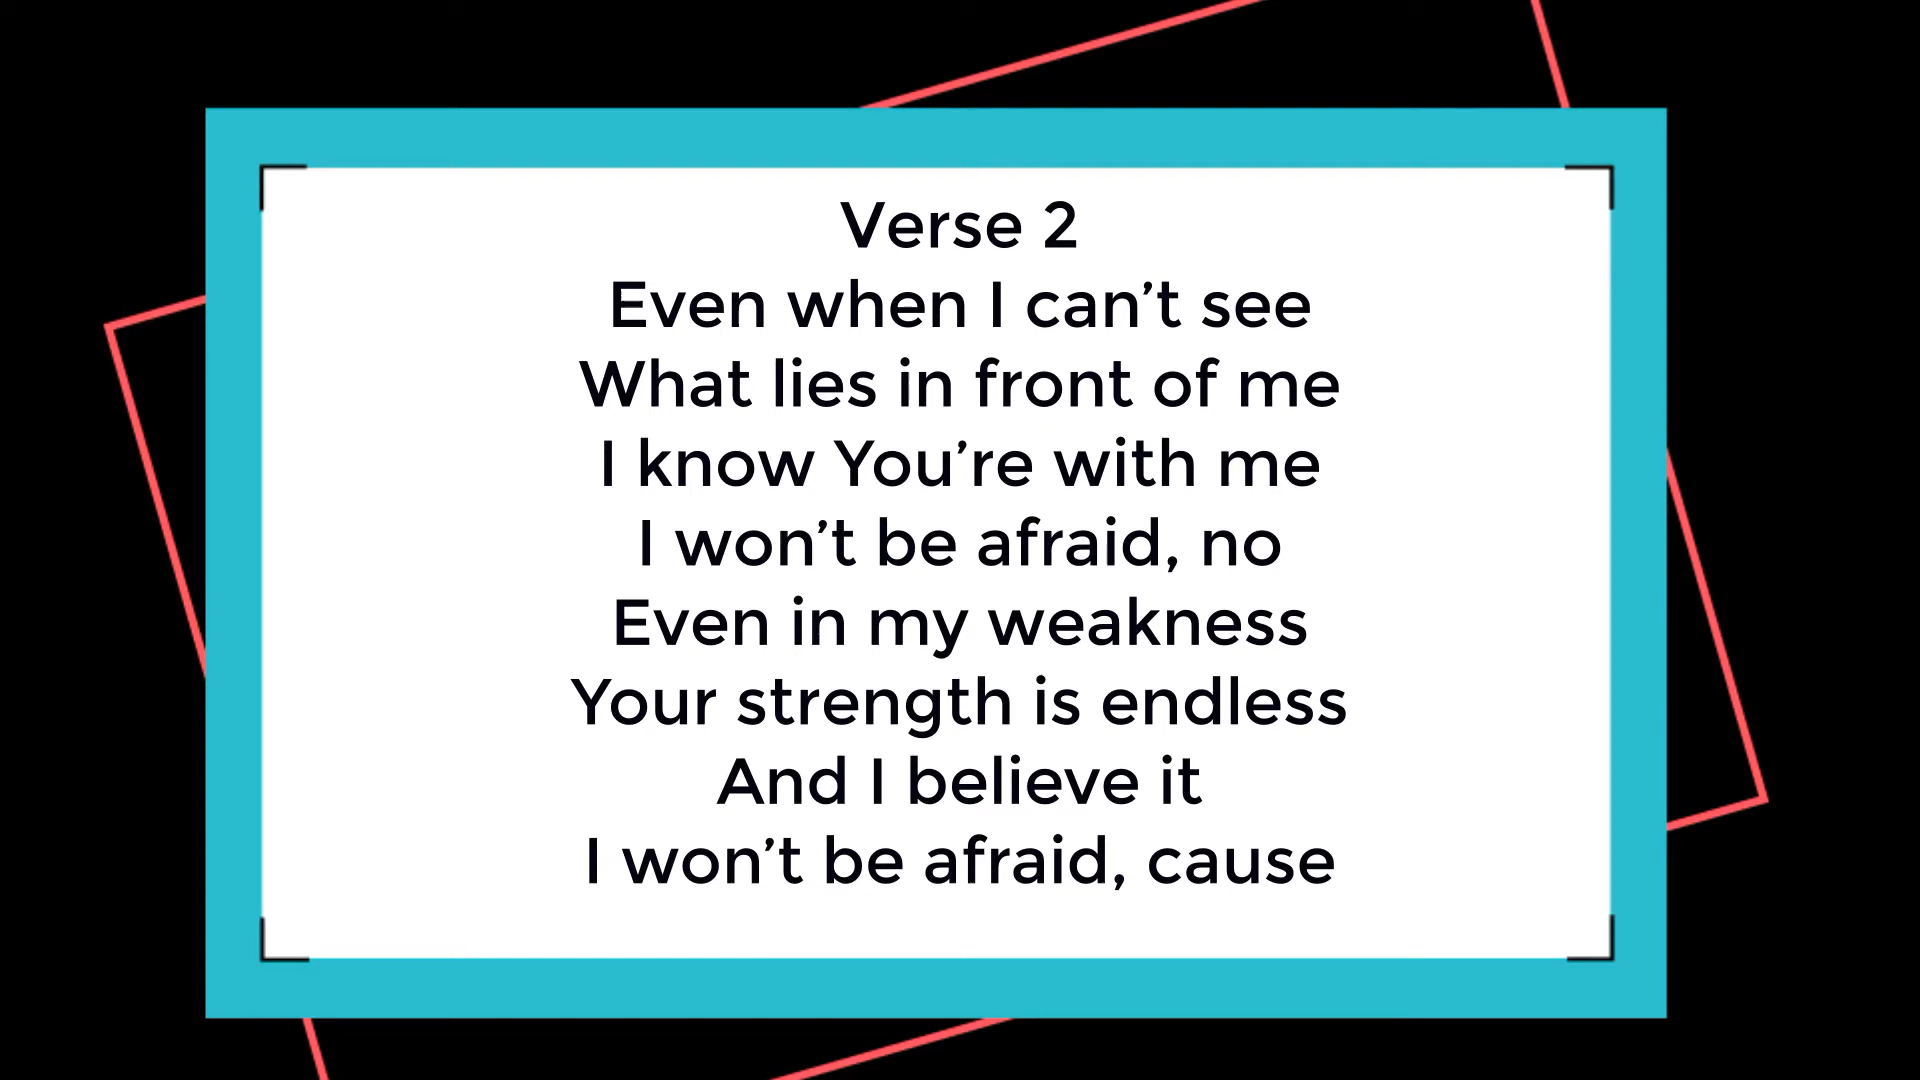 Verse 2
Even when I can’t see
What lies in front of me
I know You’re with me
I won’t be afraid, no
Even in my weakness
Your strength is endless
And I believe it
I won’t be afraid, cause